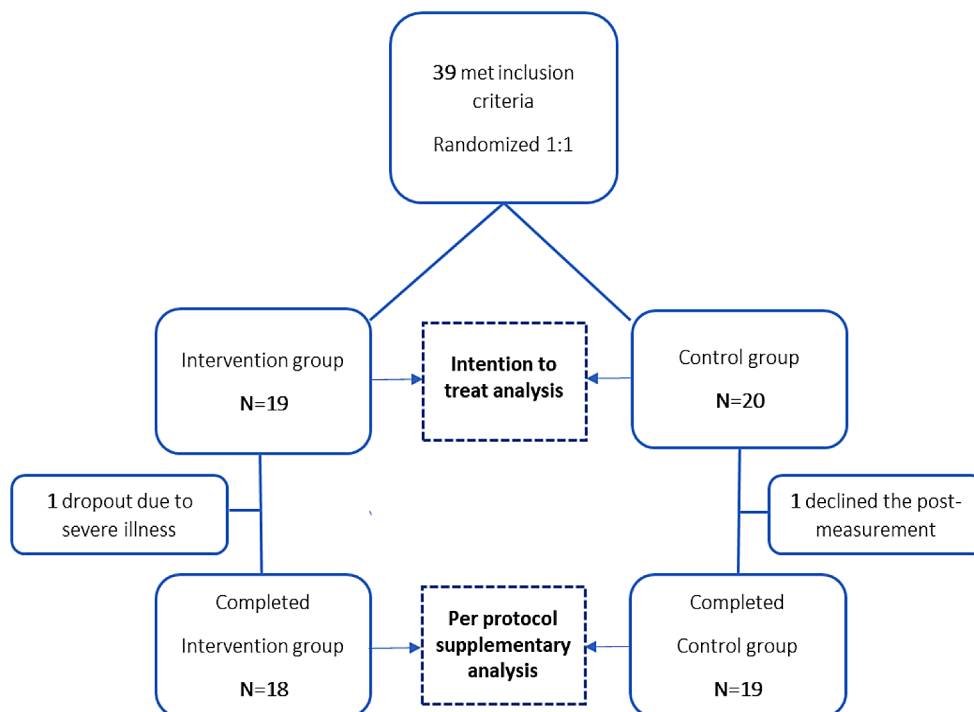 39 met inclusion
criteria
Randomized 1:1
Intervention group
N=19
Intention to
treat analysis
Control group
N=20
1 dropout due to
severe illness
1 declined the post-
measurement
Completed
Intervention group
N=18
Per protocol
supplementary
analysis
Completed
Control group
N=19